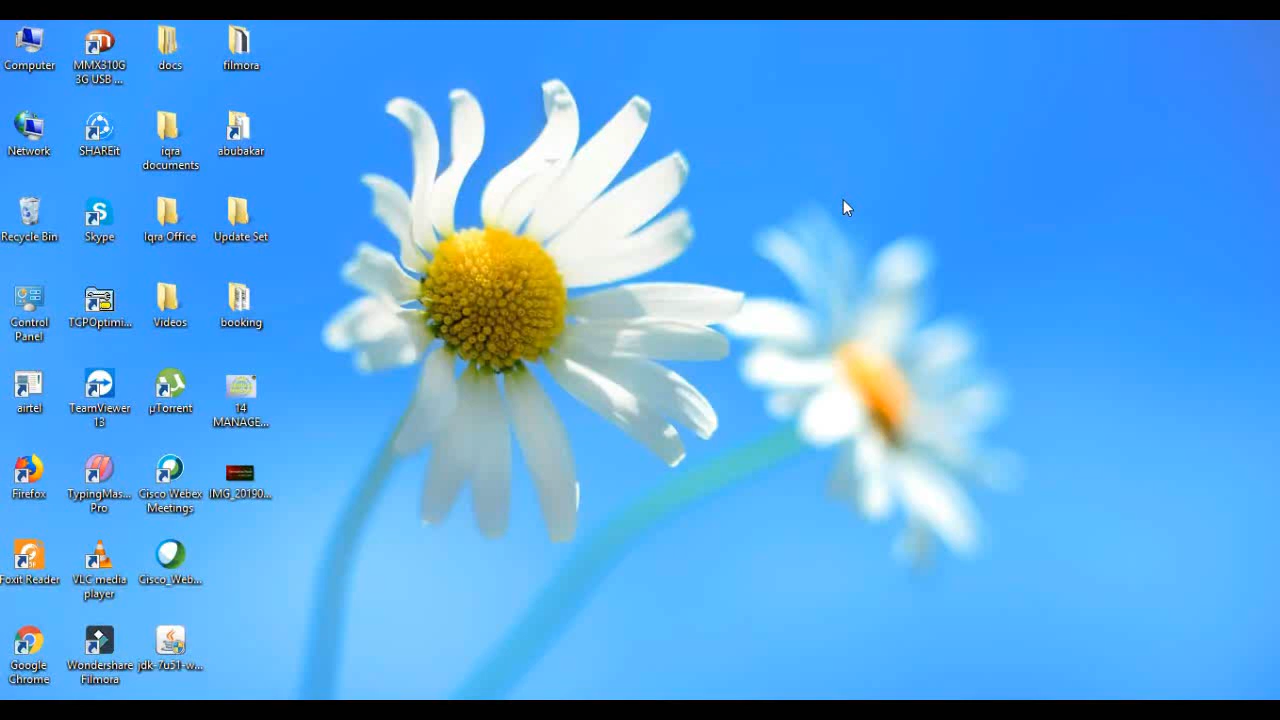 Computer
MMX310G
3G USB ...
docs
filmora
Network
SHAREit
iqra
documents
abubakar
Recycle Bin
Skype
Iqra Office
Update Set
Control
Panel
TCPOptimi...
Videos
booking
airtel
TeamViewer
13
µTorrent
14
MANAGE...
Firefox
TypingMas...
Pro
Cisco Webex
Meetings
IMG_20190...
Foxit Reader
VLC media
player
Cisco_Web...
Google
Chrome
Wondershare
Filmora
jdk-7u51-w...